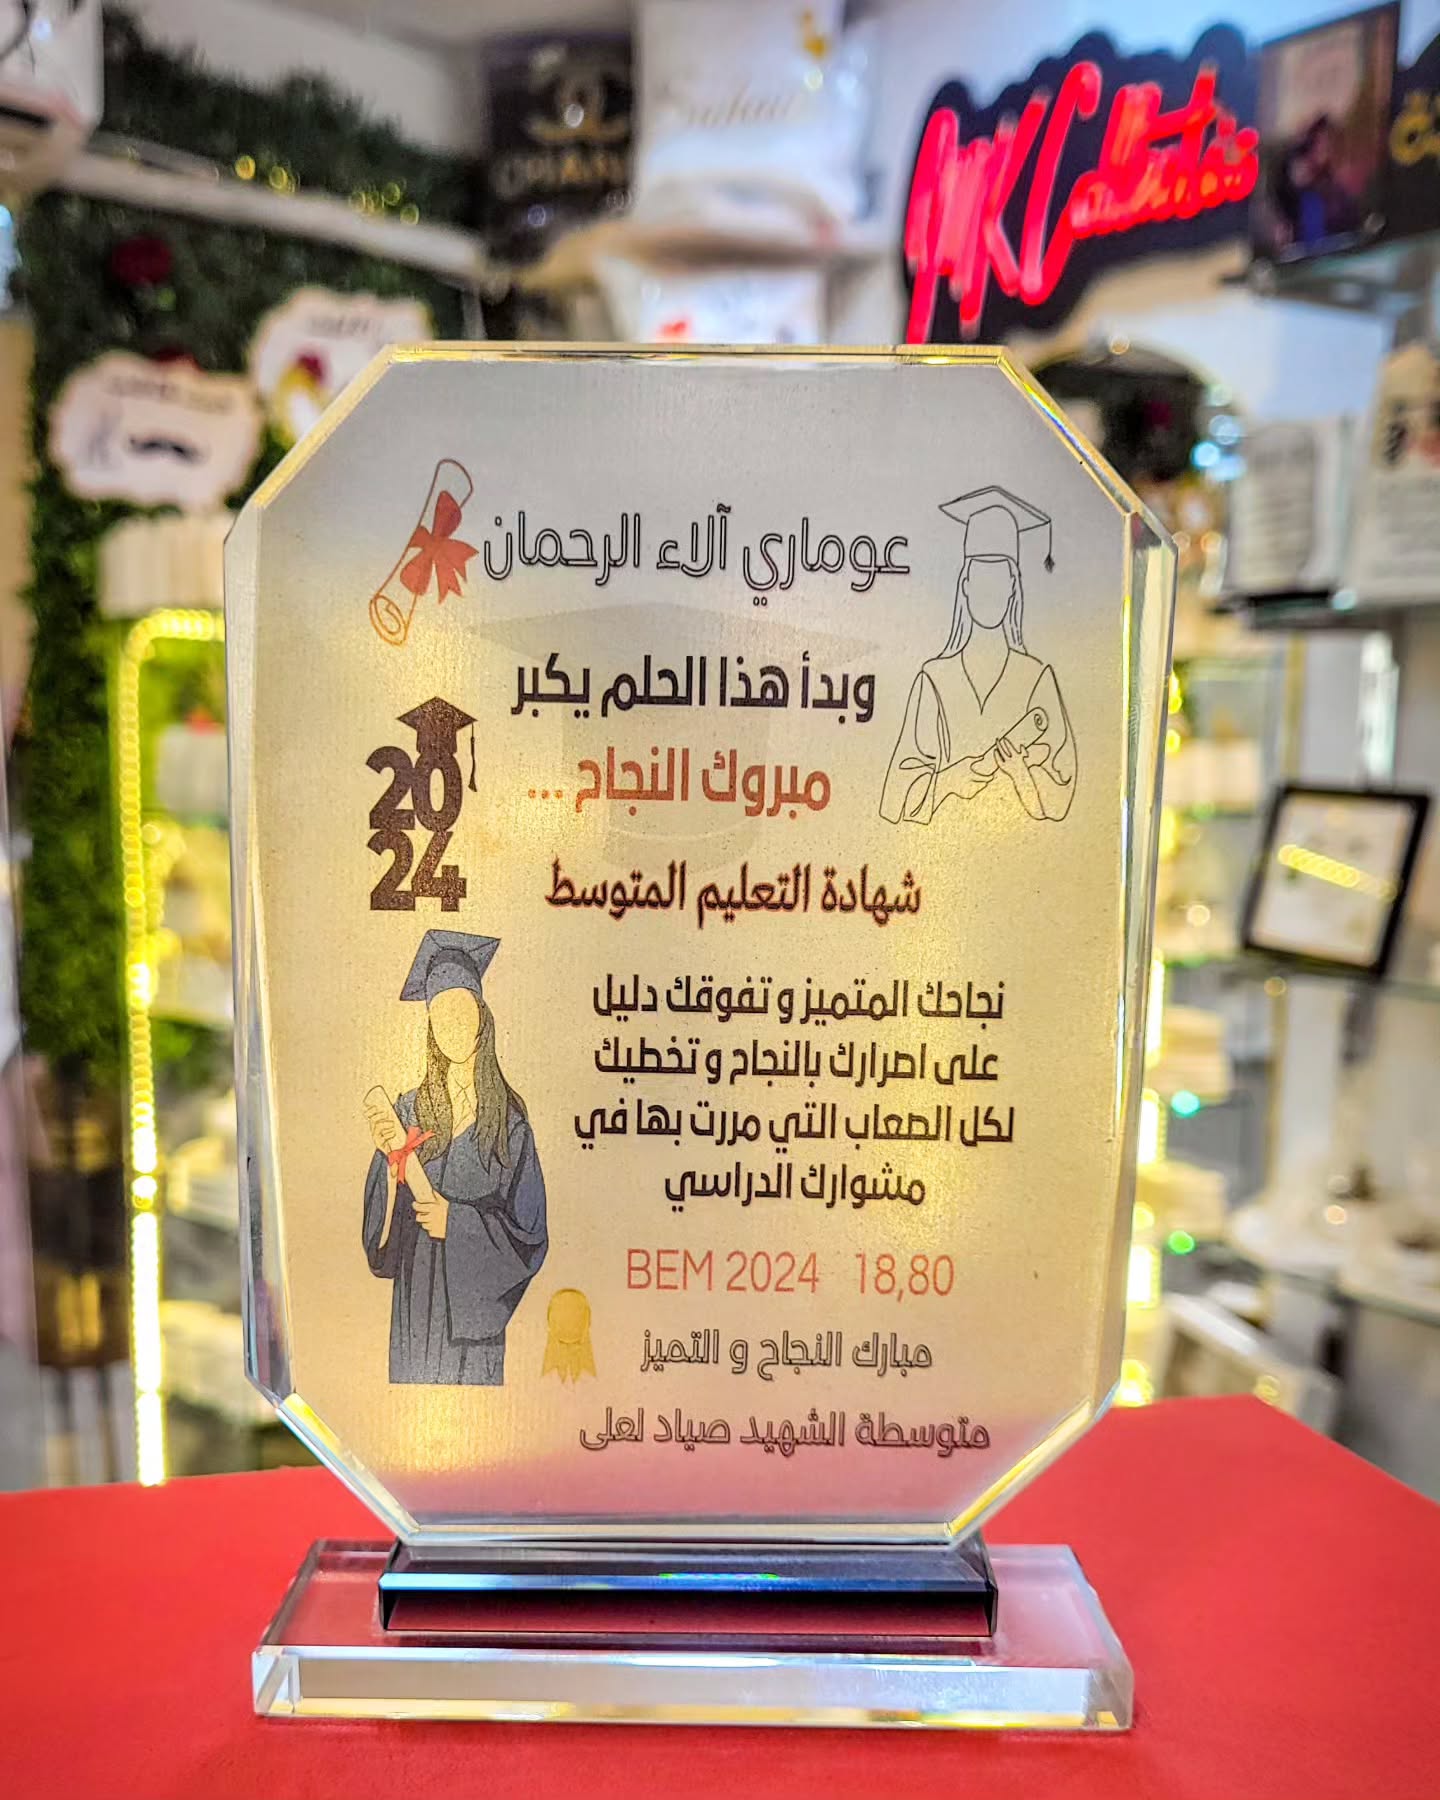 عوماري آلاء الرحمان
وبدأ هذا الحلم يكبر
مبروك النجاح ...
20
24
شهادة التعليم المتوسط
نجاحك المتميز و تفوقك دليل
على اصرارك بالنجاح و تخطيك
لكل الصعاب التي مررت بها في
مشوارك الدراسي
BEM 2024 18,80
مبارك النجاح و التميز
متوسطة الشهيد صياد لعلى